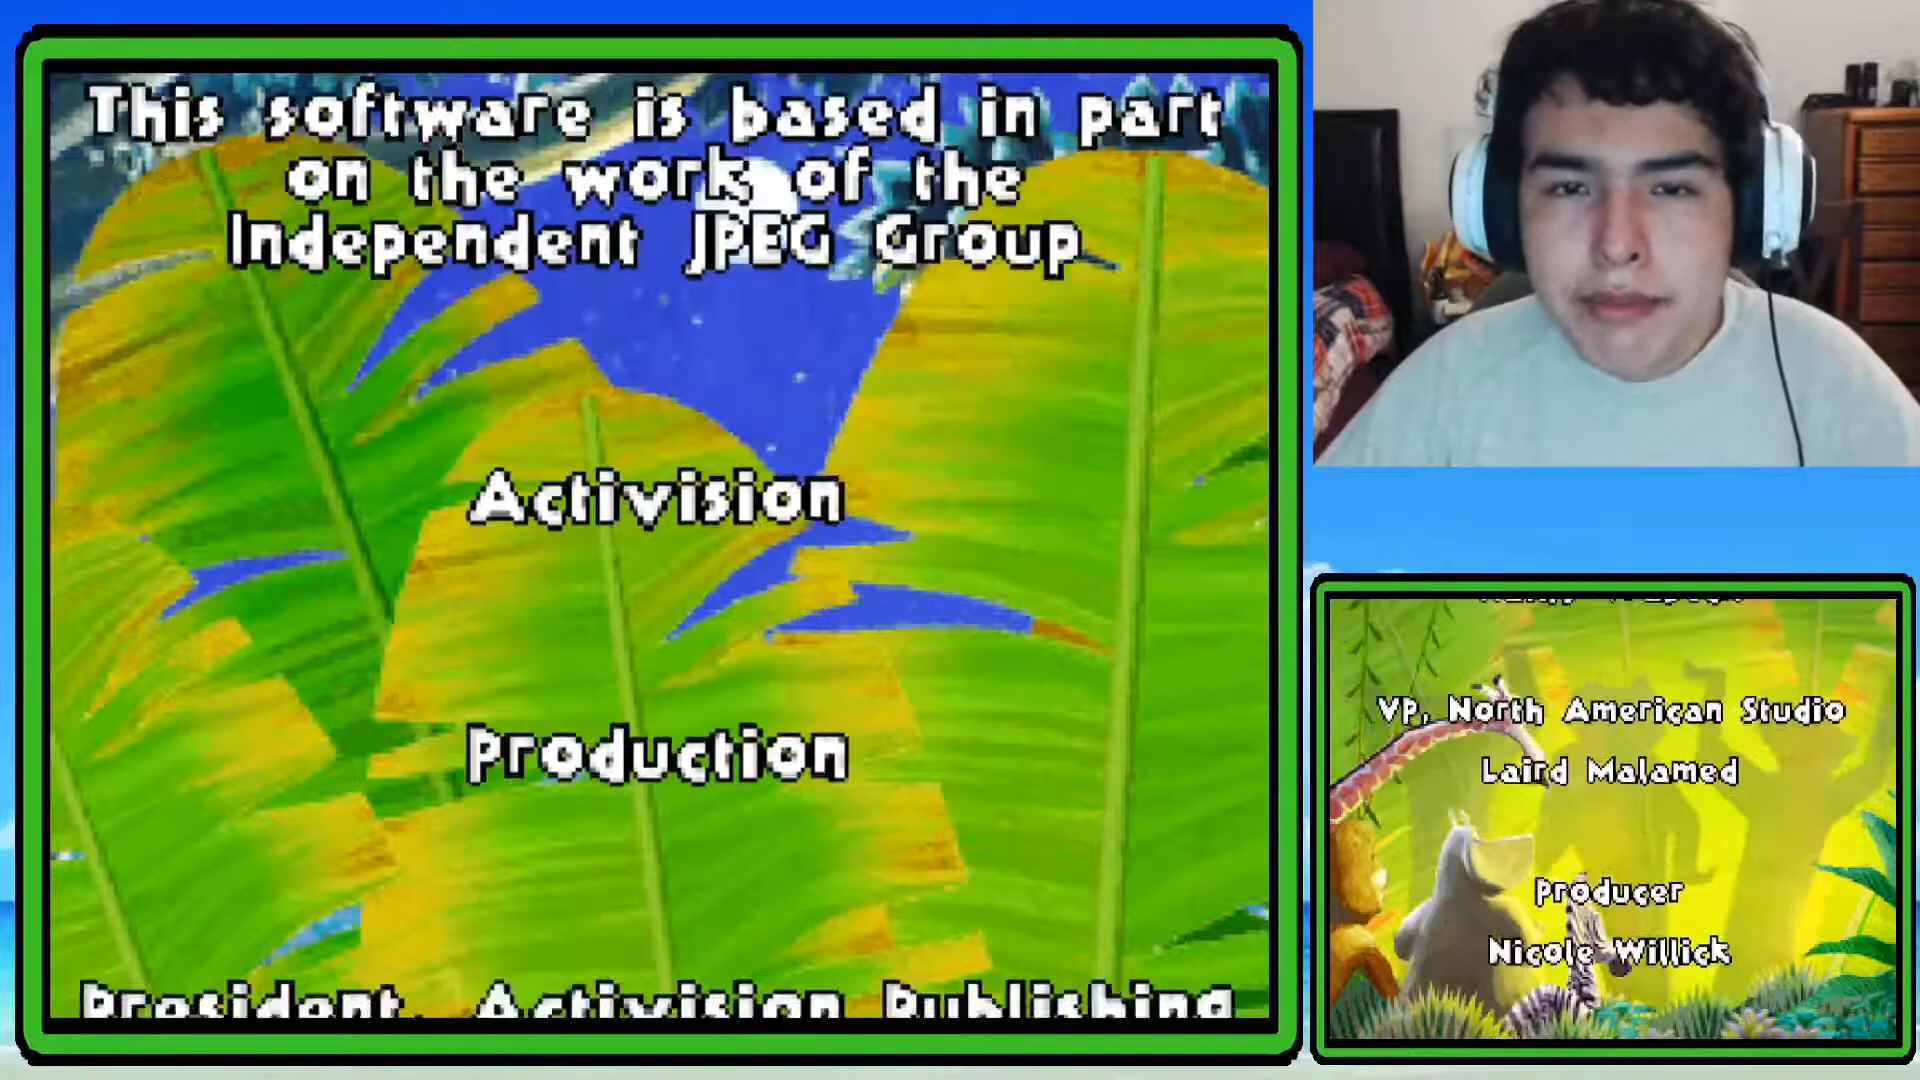 This software is based in part
on the work of the
Independent JPEG Group
Activision
Production
President, Activision Publishing
VP, North American Studio
Laird Malamed
Producer
Nicole Willick